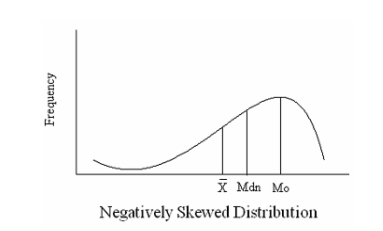 Frequency
X̄ Mdn Mo
Negatively Skewed Distribution